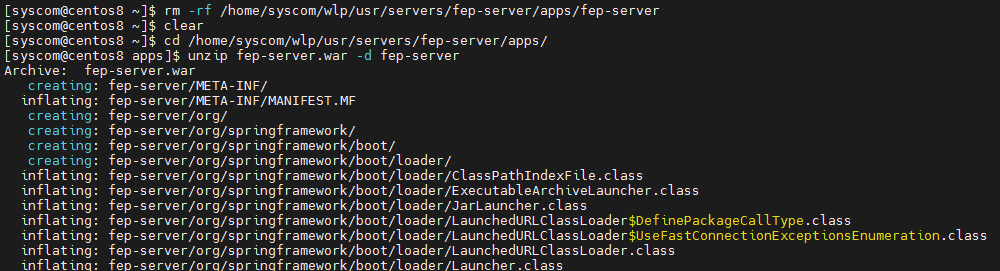 [syscom@centos8 ~]$ rm -rf /home/syscom/wlp/usr/servers/fep-server/apps/fep-server
[syscom@centos8 ~]$ clear
[syscom@centos8 ~]$ cd /home/syscom/wlp/usr/servers/fep-server/apps/
[syscom@centos8 apps]$ unzip fep-server.war -d fep-server
Archive:  fep-server.war
   creating: fep-server/META-INF/
  inflating: fep-server/META-INF/MANIFEST.MF
   creating: fep-server/org/
   creating: fep-server/org/springframework/
   creating: fep-server/org/springframework/boot/
   creating: fep-server/org/springframework/boot/loader/
  inflating: fep-server/org/springframework/boot/loader/ClassPathIndexFile.class
  inflating: fep-server/org/springframework/boot/loader/ExecutableArchiveLauncher.class
  inflating: fep-server/org/springframework/boot/loader/JarLauncher.class
  inflating: fep-server/org/springframework/boot/loader/LaunchedURLClassLoader$DefinePackageCallType.class
  inflating: fep-server/org/springframework/boot/loader/LaunchedURLClassLoader$UseFastConnectionExceptionsEnumeration.class
  inflating: fep-server/org/springframework/boot/loader/LaunchedURLClassLoader.class
  inflating: fep-server/org/springframework/boot/loader/Launcher.class